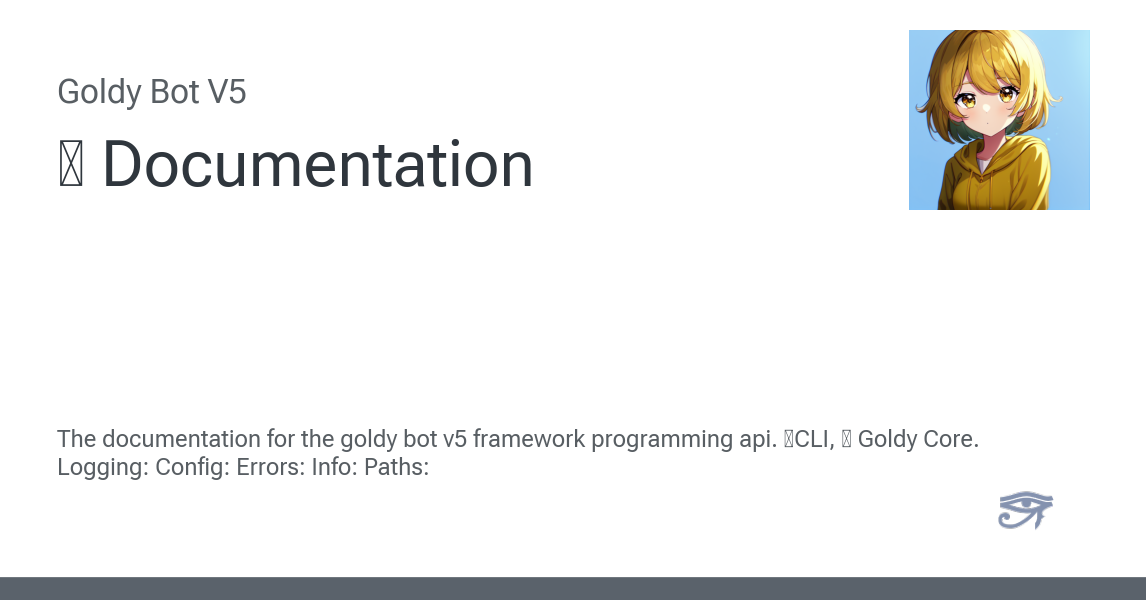 Goldy Bot V5
Documentation
The documentation for the goldy bot v5 framework programming api. CLI, Goldy Core.
Logging: Config: Errors: Info: Paths: